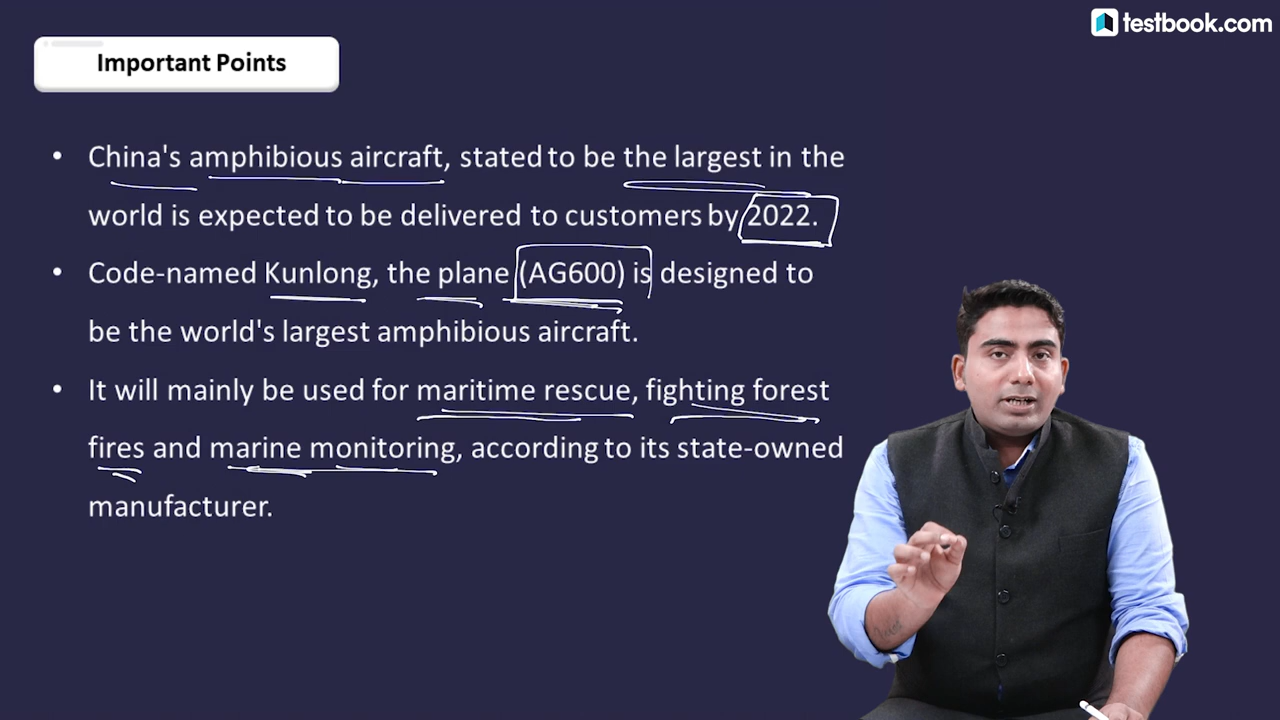 testbook.com
Important Points
• China's amphibious aircraft, stated to be the largest in the
world is expected to be delivered to customers by 2022.
• Code-named Kunlong, the plane (AG600) is designed to
be the world's largest amphibious aircraft.
• It will mainly be used for maritime rescue, fighting forest
fires and marine monitoring, according to its state-owned
manufacturer.